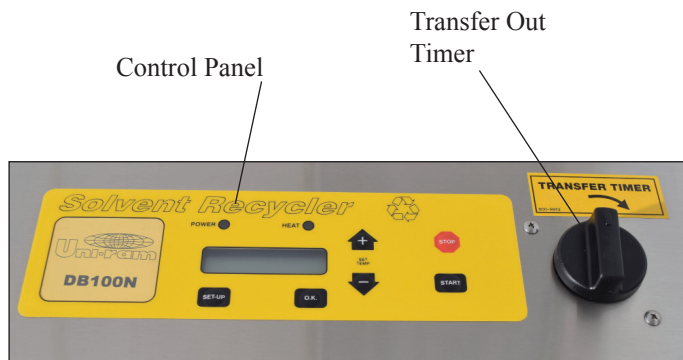 Transfer Out
Timer
Control Panel
TRANSFER TIMER
Solvent Recycler
POWER
HEAT
Uni-ram
DB100N
+
SET
TEMP
-
STOP
SET-UP
O.K.
START